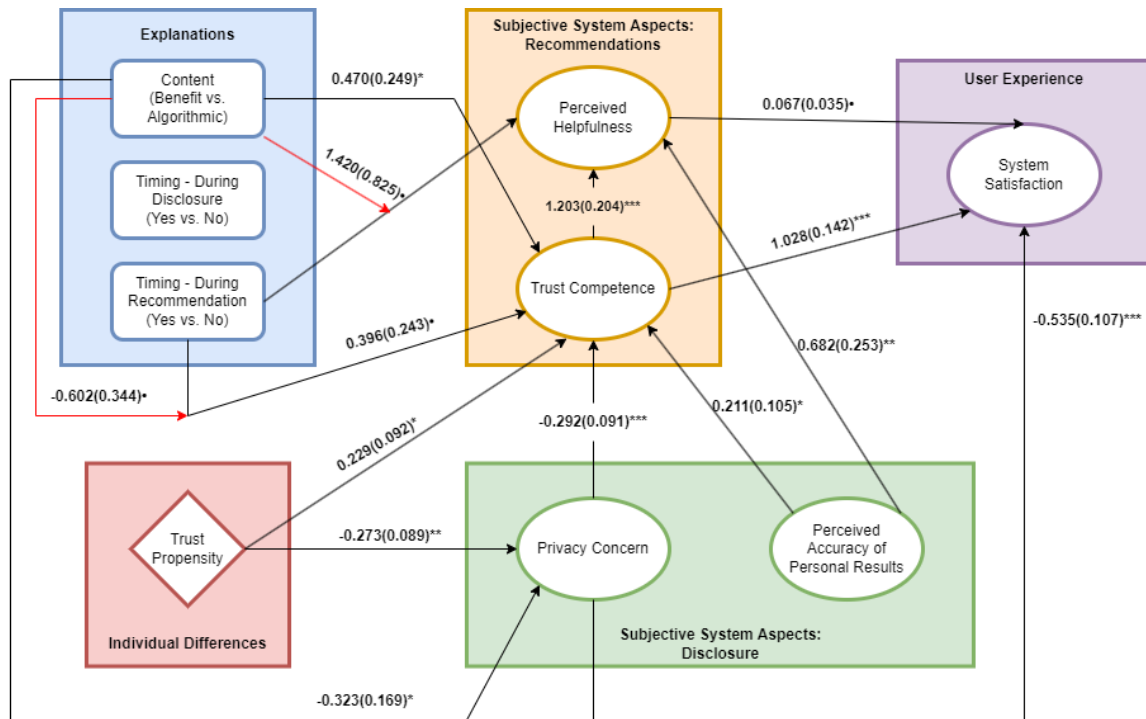 Explanations
Content
(Benefit vs.
Algorithmic)
Timing - During
Disclosure
(Yes vs. No)
Timing - During
Recommendation
(Yes vs. No)
Subjective System Aspects:
Recommendations
Perceived
Helpfulness
Trust Competence
User Experience
System
Satisfaction
0.470(0.249)*
1.420(0.825)•
0.067(0.035)•
1.203(0.204)***
1.028(0.142)***
0.396(0.243)•
-0.602(0.344)•
-0.535(0.107)***
0.682(0.253)**
0.211(0.105)*
-0.292(0.091)***
0.229(0.092)*
-0.273(0.089)**
Trust
Propensity
Individual Differences
Privacy Concern
Perceived
Accuracy of
Personal Results
Subjective System Aspects:
Disclosure
-0.323(0.169)*